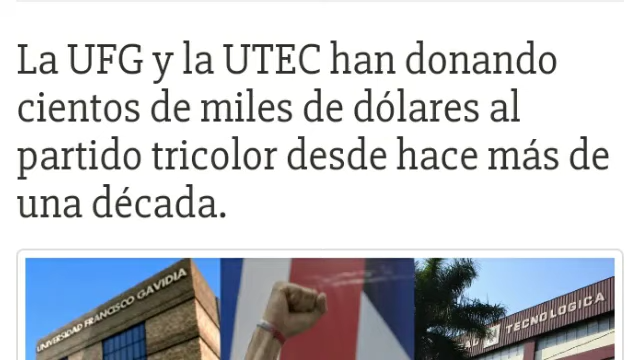 La UFG y la UTEC han donando
cientos de miles de dólares al
partido tricolor desde hace más de
una década.
UNIVERSIDAD FRANCISCO GAVIDIA
TECNOLOGICA